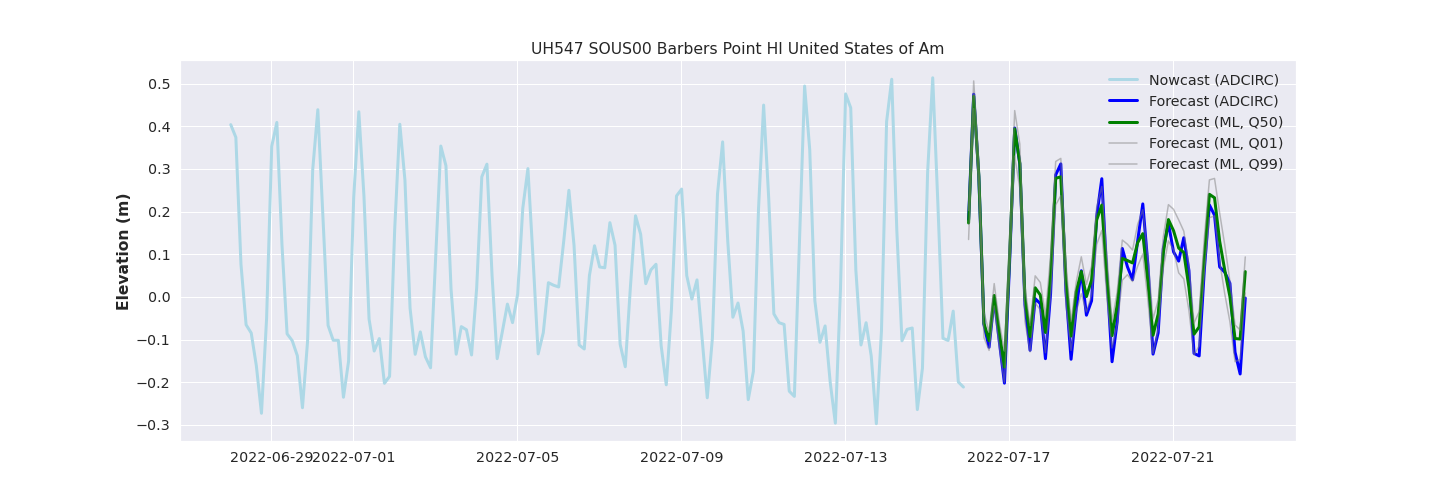 UH547 SOUS00 Barbers Point HI United States of Am
Elevation (m)
0.5
0.4
0.3
0.2
0.1
0.0
−0.1
−0.2
−0.3
2022-06-29
2022-07-01
2022-07-05
2022-07-09
2022-07-13
2022-07-17
2022-07-21
Nowcast (ADCIRC)
Forecast (ADCIRC)
Forecast (ML, Q50)
Forecast (ML, Q01)
Forecast (ML, Q99)